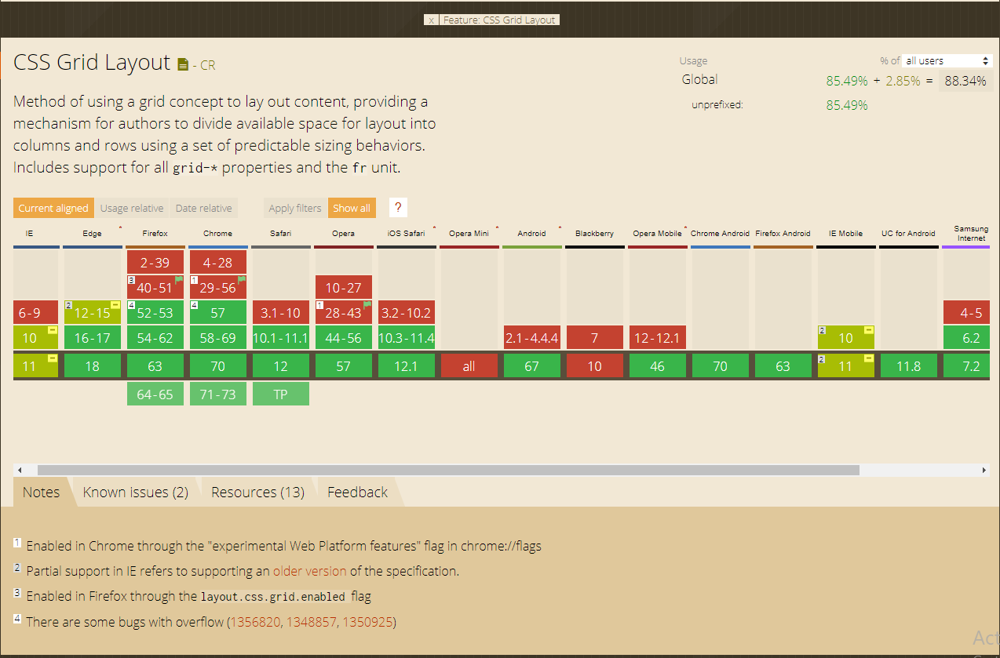 x Feature: CSS Grid Layout
CSS Grid Layout - CR
Usage % of all users
Global 85.49% + 2.85% = 88.34%
unprefixed: 85.49%
Method of using a grid concept to lay out content, providing a
mechanism for authors to divide available space for layout into
columns and rows using a set of predictable sizing behaviors.
Includes support for all grid-* properties and the fr unit.
Current aligned Usage relative Date relative Apply filters Show all ?
IE Edge * Firefox Chrome Safari Opera iOS Safari * Opera Mini * Android * Blackberry Opera Mobile * Chrome Android Firefox Android IE Mobile UC for Android Samsung Internet
2-39 4-28
3 40-51 1 29-56 10-27
6-9 2 12-15 4 52-53 4 57 3.1-10 1 28-43 3.2-10.2 4-5
10 16-17 54-62 58-69 10.1-11.1 44-56 10.3-11.4 2.1-4.4.4 7 12-12.1 2 10 6.2
11 18 63 70 12 57 12.1 all 67 10 46 70 63 2 11 11.8 7.2
64-65 71-73 TP
Notes Known issues (2) Resources (13) Feedback
1 Enabled in Chrome through the "experimental Web Platform features" flag in chrome://flags
2 Partial support in IE refers to supporting an older version of the specification.
3 Enabled in Firefox through the layout.css.grid.enabled flag
4 There are some bugs with overflow (1356820, 1348857, 1350925)
Act